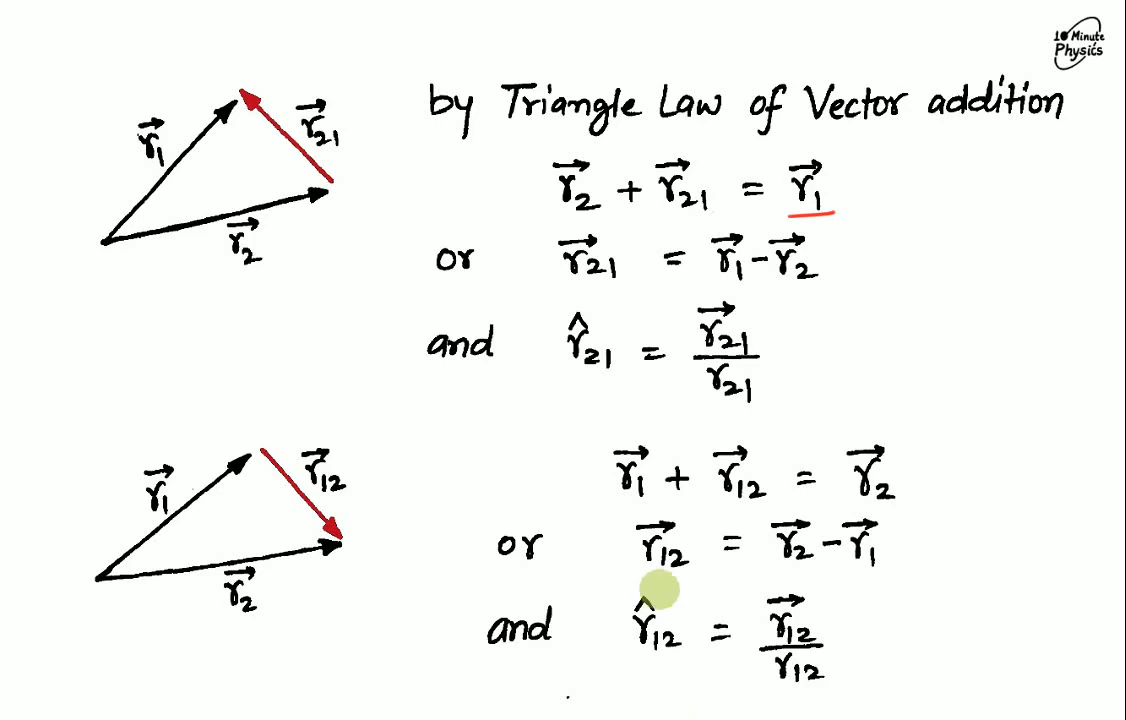 10 Minute
Physics
by Triangle Law of Vector addition
r⃗₁
r⃗₂₁
r⃗₂
r⃗₂ + r⃗₂₁ = r⃗₁
or r⃗₂₁ = r⃗₁ - r⃗₂
and r̂₂₁ = r⃗₂₁ / r₂₁
r⃗₁
r⃗₁₂
r⃗₂
r⃗₁ + r⃗₁₂ = r⃗₂
or r⃗₁₂ = r⃗₂ - r⃗₁
and r̂₁₂ = r⃗₁₂ / r₁₂